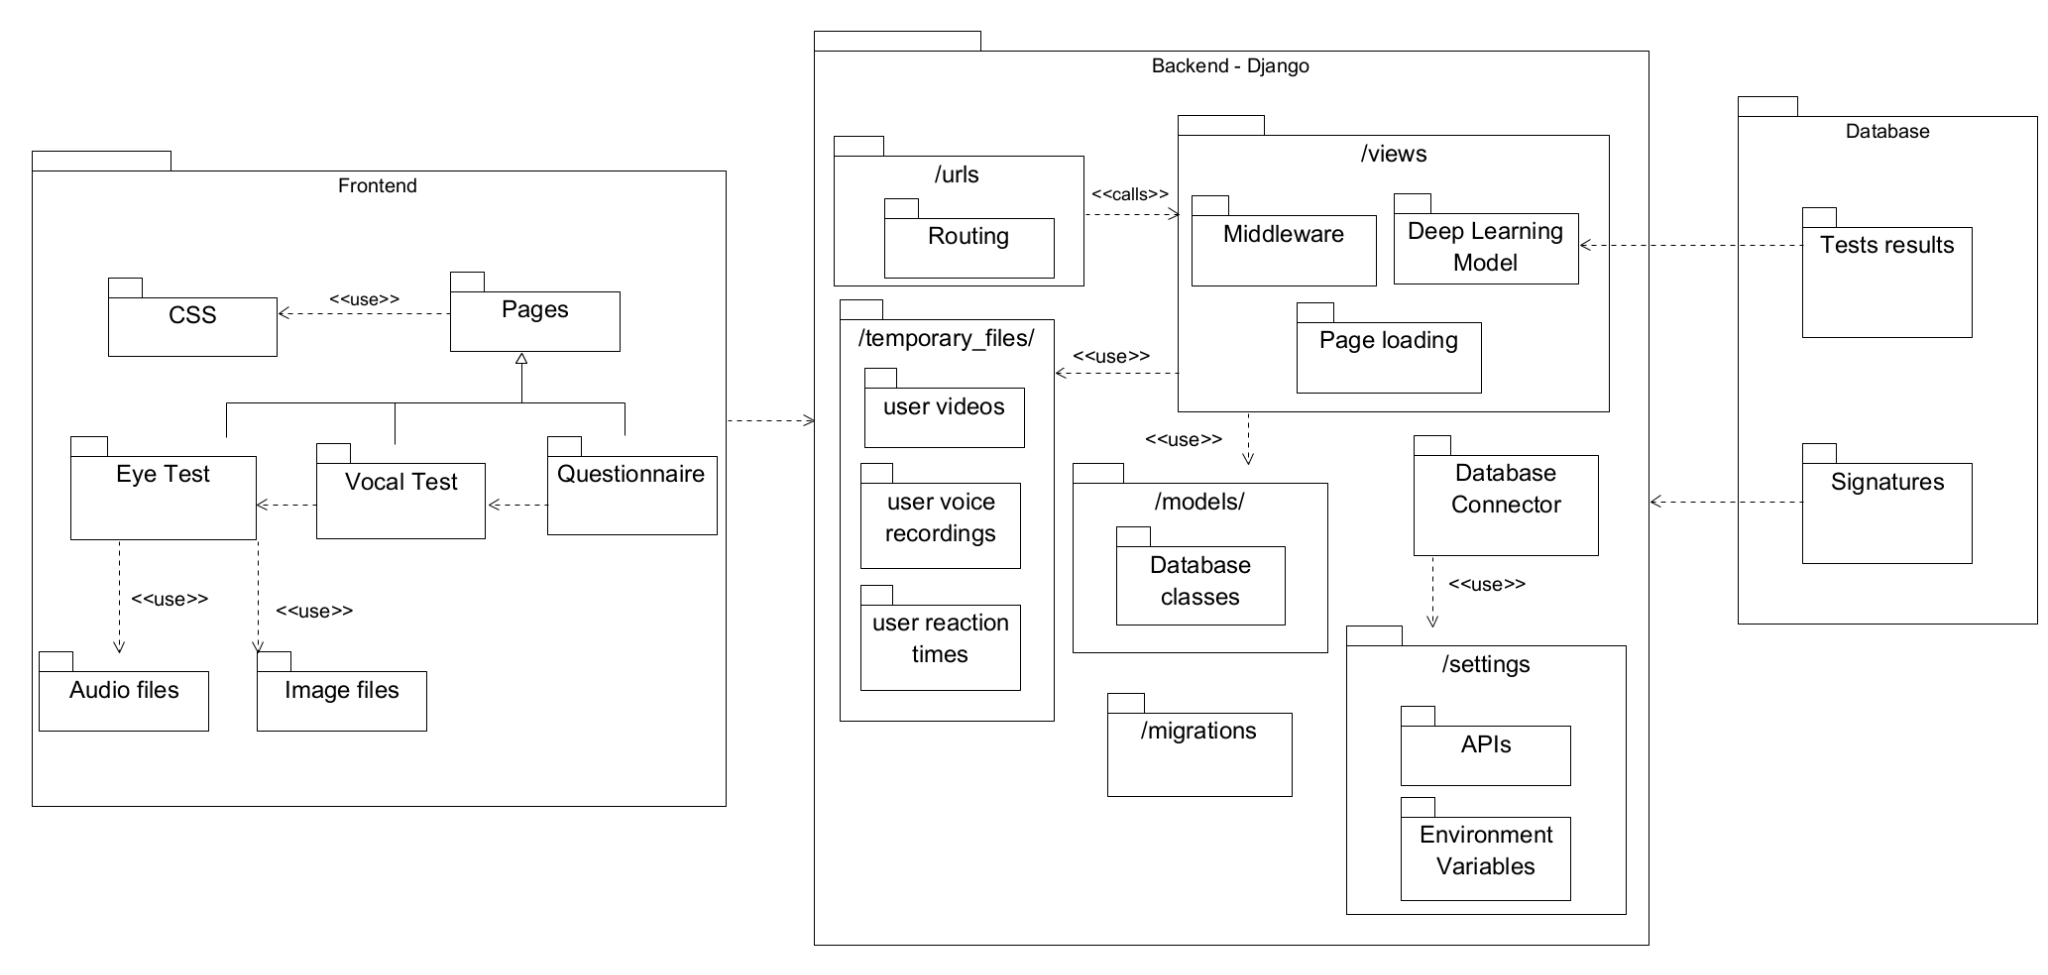 Frontend
CSS
<<use>>
Pages
Eye Test
Vocal Test
Questionnaire
<<use>>
<<use>>
Audio files
Image files
Backend - Django
/urls
Routing
<<calls>>
/views
Middleware
Deep Learning
Model
Page loading
/temporary_files/
user videos
user voice
recordings
user reaction
times
<<use>>
<<use>>
/models/
Database
classes
Database
Connector
<<use>>
/migrations
/settings
APIs
Environment
Variables
Database
Tests results
Signatures